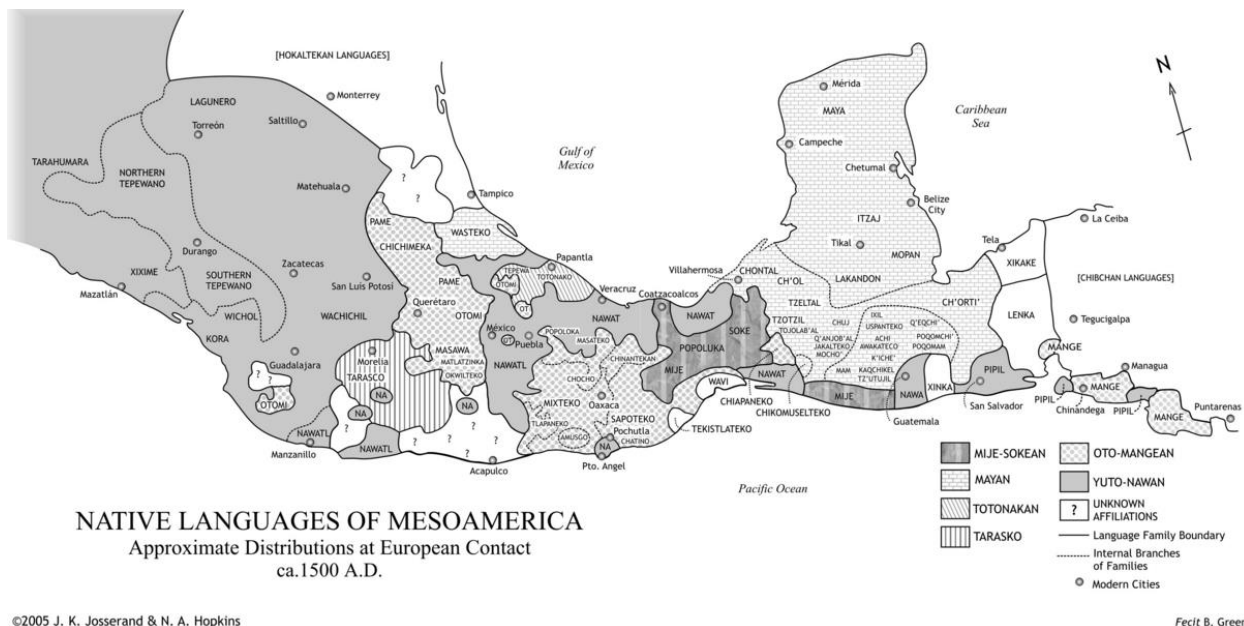 [HOKALTEKAN LANGUAGES]
Monterrey
LAGUNERO
Torreón
Saltillo
TARAHUMARA
NORTHERN
TEPEWANO
Matehuala
Durango
XIXIME
SOUTHERN
TEPEWANO
Zacatecas
San Luis Potosí
Mazatlán
WICHOL
WACHICHIL
KORA
Guadalajara
? ?
OTOMI
Morelia
TARASCO
NA
NA
NAWATL
Manzanillo
NAWATL
? ? ? ? ? ? ?
Acapulco
? ? ?
PAME
CHICHIMEKA
PAME
Querétaro
OTOMI
MASAWA
MATLATZINKA
OKWILTEKO
Tampico
WASTEKO
Gulf of
Mexico
TEPEWA
OTOMI
TOTONAKO
OT
Papantla
Veracruz
NAWAT
México
OT
Puebla
NAWATL
POPOLOKA
MASATEKO
CHINANTEKAN
CHOCHO
MIXTEKO
Oaxaca
TLAPANEKO
SAPOTEKO
AMUSGO
Pochutla
CHATINO
NA
Pto. Angel
Coatzacoalcos
NAWAT
SOKE
POPOLUKA
MIJE
WAVI
TEKISTLATEKO
CHIAPANEKO
NAWAT
CHIKOMUSELTEKO
MIJE
Villahermosa
Mérida
MAYA
Campeche
Chetumal
Belize
City
ITZAJ
Tikal
MOPAN
LAKANDON
CHONTAL
CH'OL
TZELTAL
TZOTZIL
TOJOLAB'AL
CHUJ
Q'ANJOB'AL
JAKALTEKO
MOCHO'
IXIL
USPANTEKO
ACHI
AWAKATECO
K'ICHE'
MAM
KAQCHIKEL
TZ'UTUJIL
Q'EQCHI'
POQOMCHI'
POQOMAM
CH'ORTI'
Caribbean
Sea
N
La Ceiba
Tela
XIKAKE
[CHIBCHAN LANGUAGES]
LENKA
Tegucigalpa
NAWA
XINKA
PIPIL
Guatemala
San Salvador
MANGE
PIPIL
Chinandega
MANGE
Managua
PIPIL
MANGE
Puntarenas
Pacific Ocean
MIJE-SOKEAN
MAYAN
TOTONAKAN
TARASKO
OTO-MANGEAN
YUTO-NAWAN
? UNKNOWN
AFFILIATIONS
Language Family Boundary
Internal Branches
of Families
Modern Cities
NATIVE LANGUAGES OF MESOAMERICA
Approximate Distributions at European Contact
ca.1500 A.D.
©2005 J. K. Josserand & N. A. Hopkins
Fecit B. Green